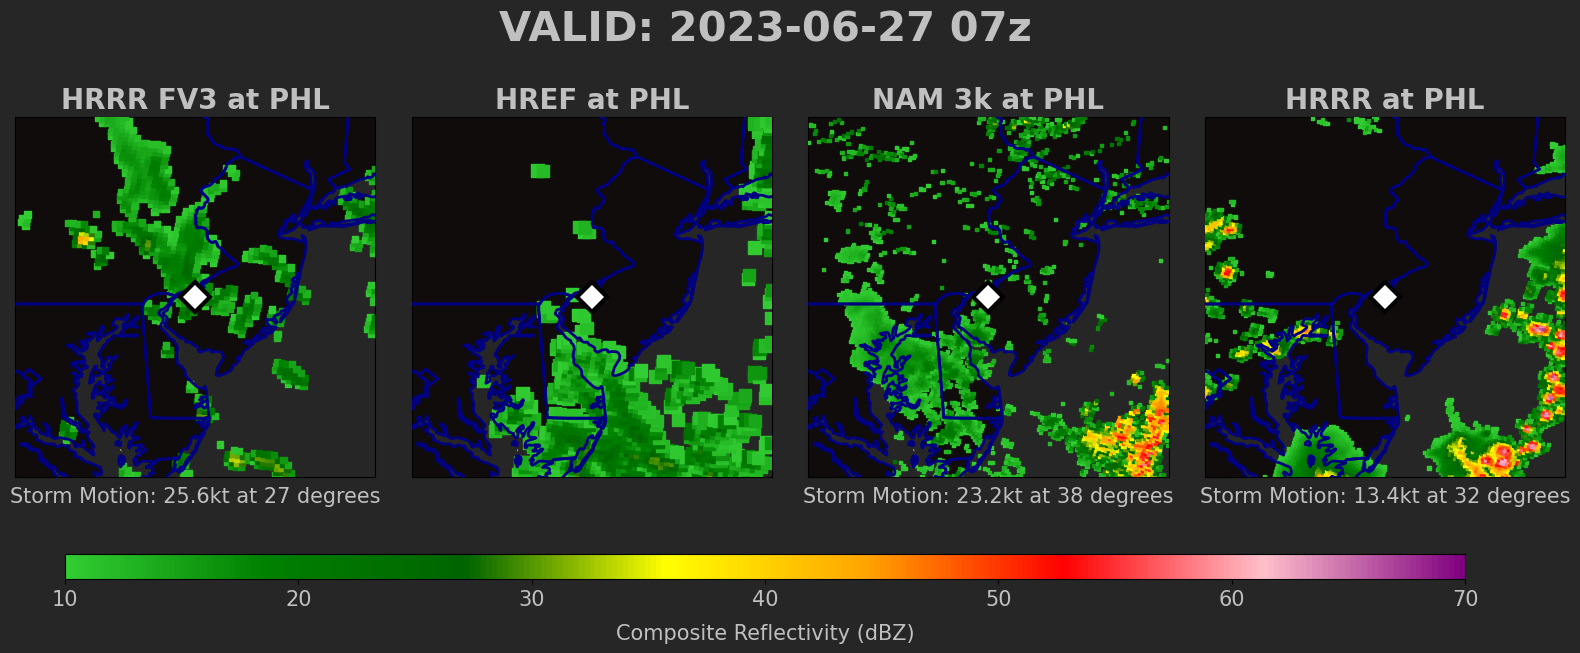 VALID: 2023-06-27 07z
HRRR FV3 at PHL
HREF at PHL
NAM 3k at PHL
HRRR at PHL
Storm Motion: 25.6kt at 27 degrees
Storm Motion: 23.2kt at 38 degrees
Storm Motion: 13.4kt at 32 degrees
10 20 30 40 50 60 70
Composite Reflectivity (dBZ)